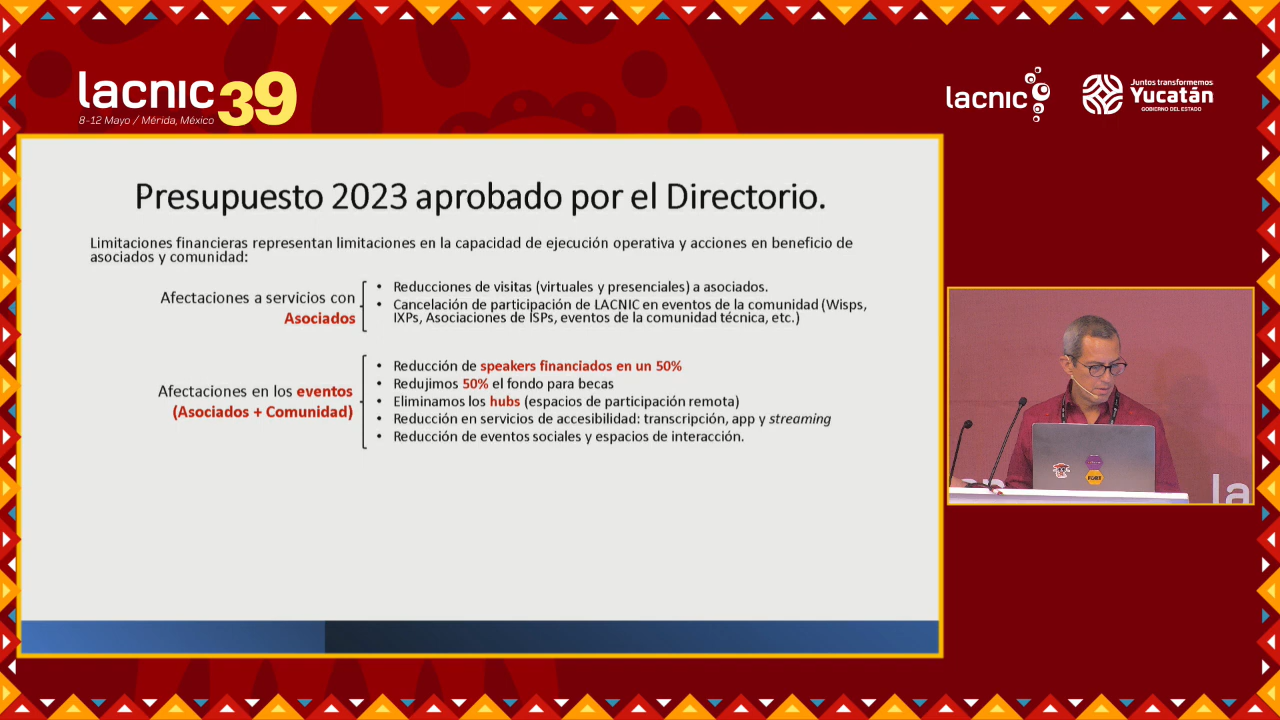 lacnic 39
8-12 Mayo / Mérida, México
lacnic
Juntos transformemos
Yucatán
GOBIERNO DEL ESTADO
Presupuesto 2023 aprobado por el Directorio.
Limitaciones financieras representan limitaciones en la capacidad de ejecución operativa y acciones en beneficio de
asociados y comunidad:
Afectaciones a servicios con
Asociados
• Reducciones de visitas (virtuales y presenciales) a asociados.
• Cancelación de participación de LACNIC en eventos de la comunidad (Wisps,
IXPs, Asociaciones de ISPs, eventos de la comunidad técnica, etc.)
Afectaciones en los eventos
(Asociados + Comunidad)
• Reducción de speakers financiados en un 50%
• Redujimos 50% el fondo para becas
• Eliminamos los hubs (espacios de participación remota)
• Reducción en servicios de accesibilidad: transcripción, app y streaming
• Reducción de eventos sociales y espacios de interacción.
la